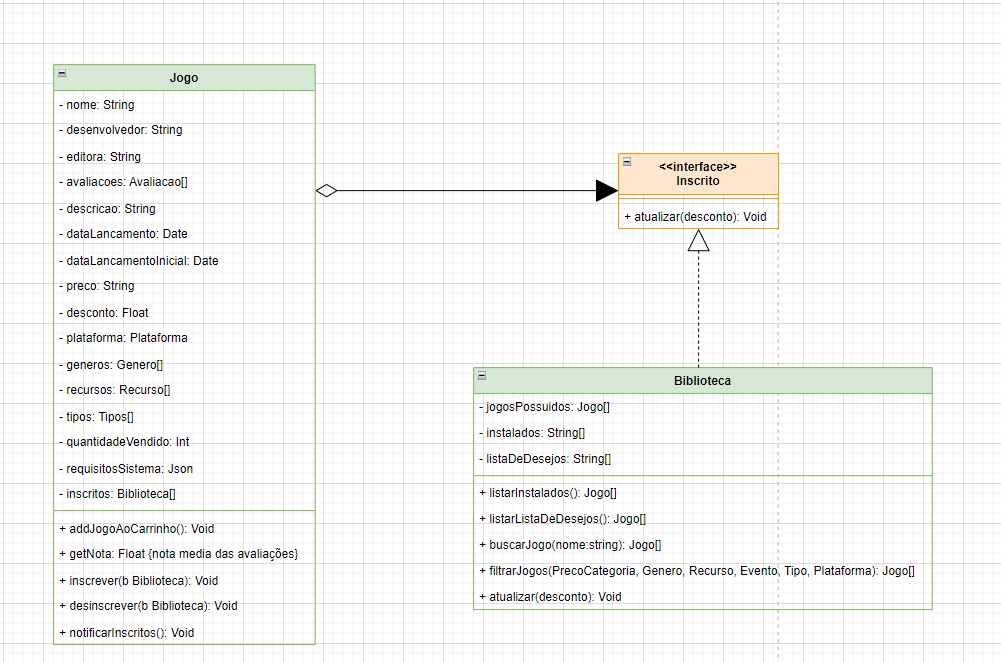 Jogo
- nome: String
- desenvolvedor: String
- editora: String
- avaliacoes: Avaliacao[]
- descricao: String
- dataLancamento: Date
- dataLancamentoInicial: Date
- preco: String
- desconto: Float
- plataforma: Plataforma
- generos: Genero[]
- recursos: Recurso[]
- tipos: Tipos[]
- quantidadeVendido: Int
- requisitosSistema: Json
- inscritos: Biblioteca[]
+ addJogoAoCarrinho(): Void
+ getNota: Float {nota media das avaliações}
+ inscrever(b Biblioteca): Void
+ desinscrever(b Biblioteca): Void
+ notificarInscritos(): Void
<<interface>>
Inscrito
+ atualizar(desconto): Void
Biblioteca
- jogosPossuidos: Jogo[]
- instalados: String[]
- listaDeDesejos: String[]
+ listarInstalados(): Jogo[]
+ listarListaDeDesejos(): Jogo[]
+ buscarJogo(nome:string): Jogo[]
+ filtrarJogos(PrecoCategoria, Genero, Recurso, Evento, Tipo, Plataforma): Jogo[]
+ atualizar(desconto): Void